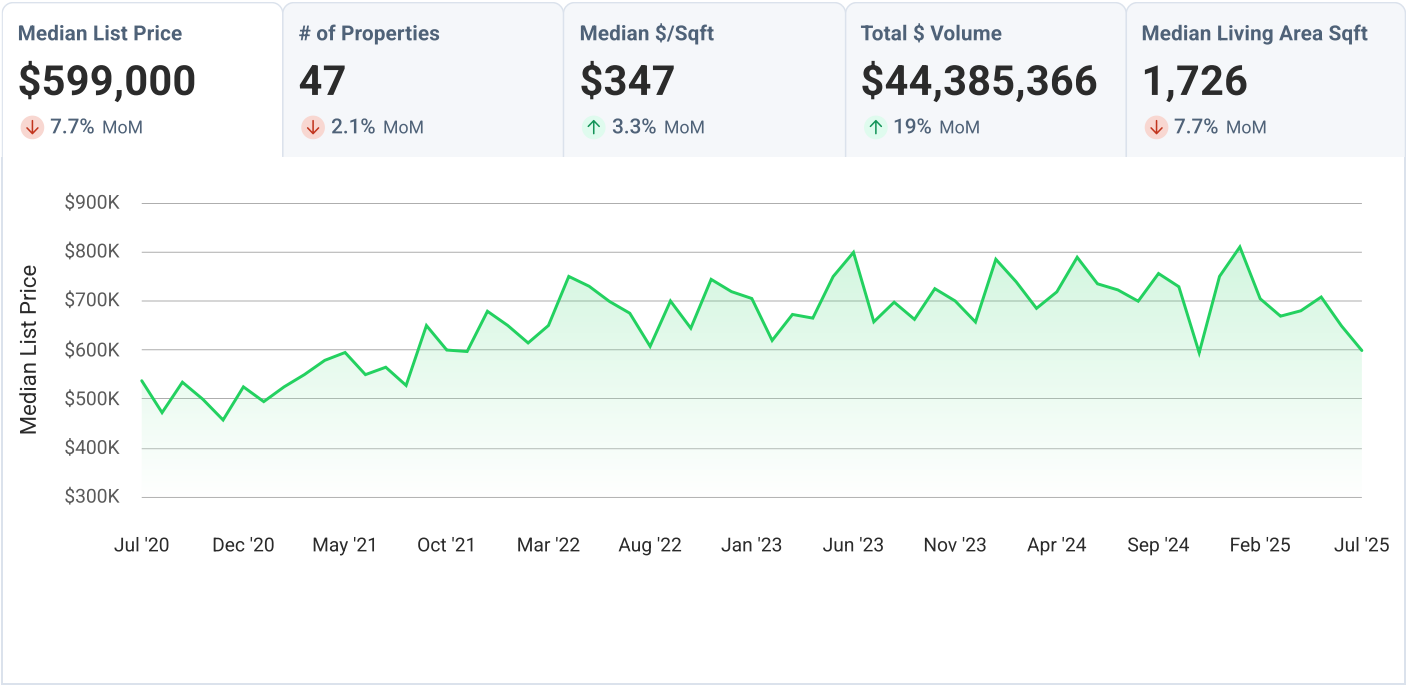 Median List Price
$599,000
7.7% MoM
# of Properties
47
2.1% MoM
Median $/Sqft
$347
3.3% MoM
Total $ Volume
$44,385,366
19% MoM
Median Living Area Sqft
1,726
7.7% MoM
Median List Price
$900K
$800K
$700K
$600K
$500K
$400K
$300K
Jul '20 Dec '20 May '21 Oct '21 Mar '22 Aug '22 Jan '23 Jun '23 Nov '23 Apr '24 Sep '24 Feb '25 Jul '25